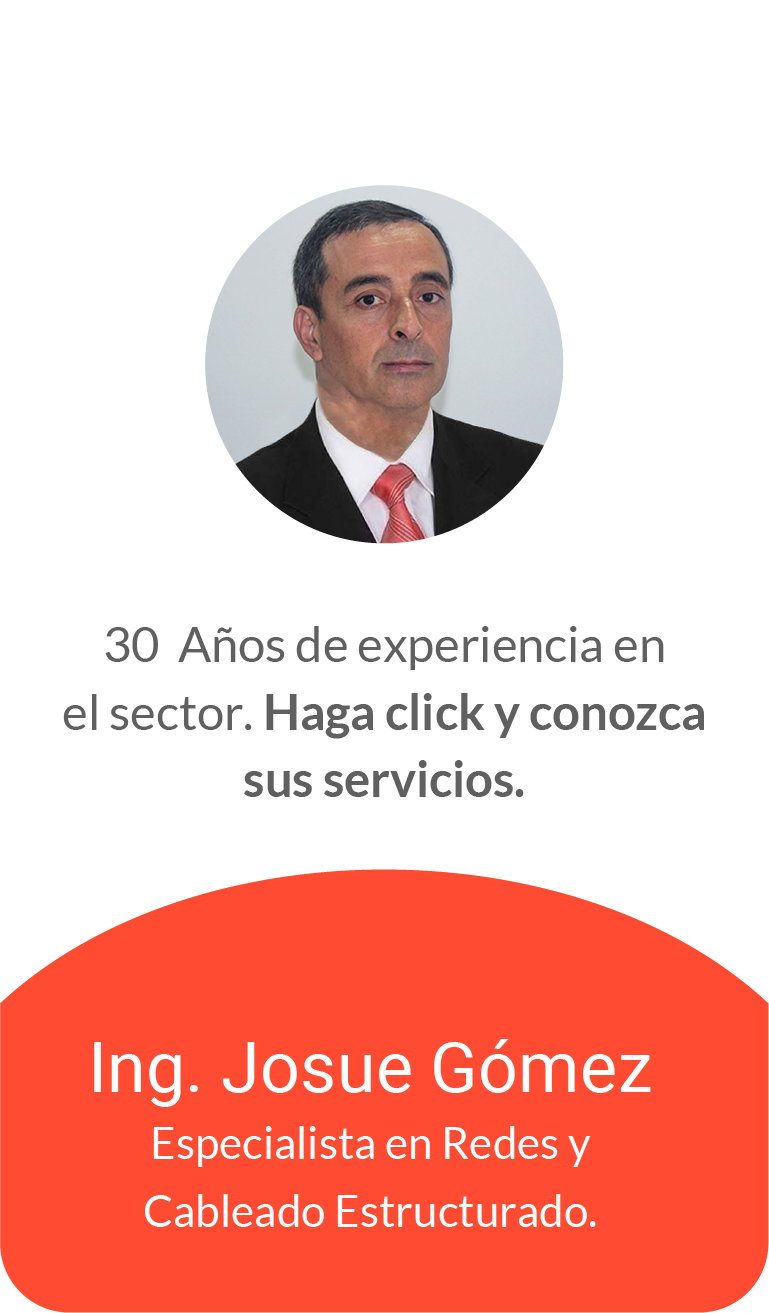 30 Años de experiencia en
el sector. Haga click y conozca
sus servicios.
Ing. Josue Gómez
Especialista en Redes y
Cableado Estructurado.